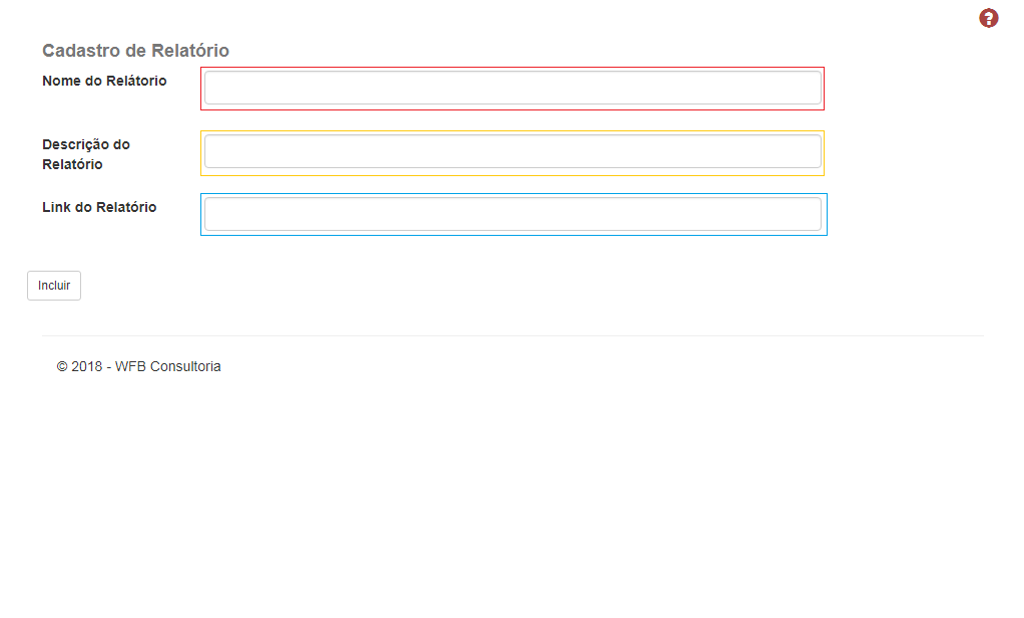 ?
Cadastro de Relatório
Nome do Relátorio
Descrição do
Relatório
Link do Relatório
Incluir
© 2018 - WFB Consultoria